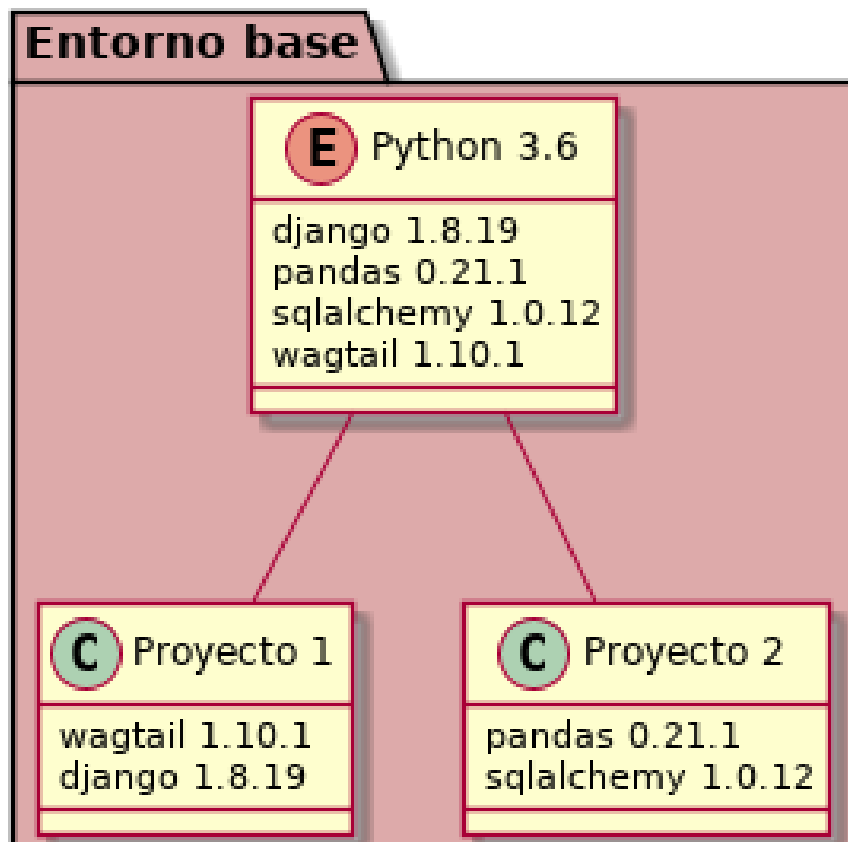 Entorno base
E Python 3.6
django 1.8.19
pandas 0.21.1
sqlalchemy 1.0.12
wagtail 1.10.1
C Proyecto 1
wagtail 1.10.1
django 1.8.19
C Proyecto 2
pandas 0.21.1
sqlalchemy 1.0.12